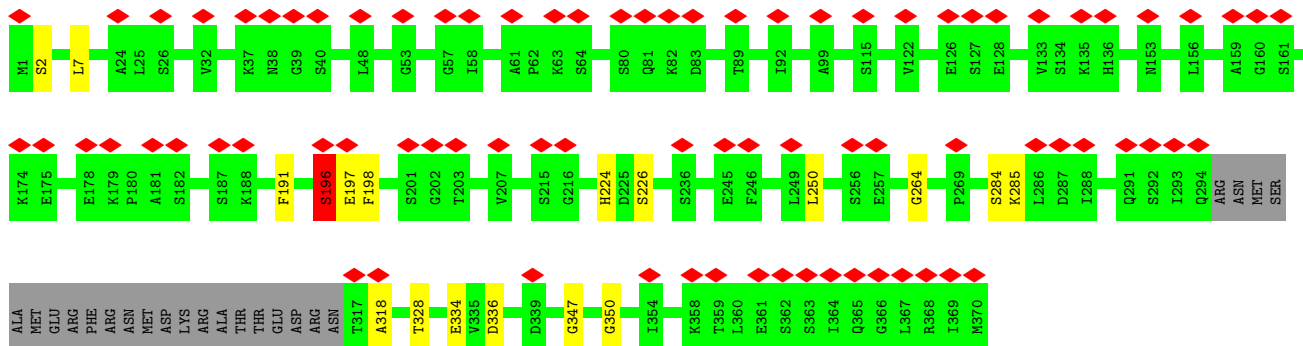 M1 S2 L7 A24 L25 S26 V32 K37 N38 G39 S40 L48 G53 G57 I58 A61 P62 K63 S64 S80 Q81 K82 D83 T89 I92 A99 S115 V122 E126 S127 E128 V133 S134 K135 H136 N153 L156 A159 G160 S161
K174 E175 E178 K179 P180 A181 S182 S187 K188 F191 S196 E197 F198 S201 G202 T203 V207 S215 G216 H224 D225 S226 S236 E245 F246 L249 L250 S256 E257 G264 P269 S284 K285 L286 D287 I288 Q291 S292 I293 Q294 ARG ASN MET SER
ALA MET GLU ARG PHE ARG ASN MET ASP LYS ARG ALA THR THR GLU ASP ARG ASN T317 A318 T328 E334 V335 D336 D339 G347 G350 I354 K358 T359 L360 E361 S362 S363 I364 Q365 G366 L367 R368 I369 M370